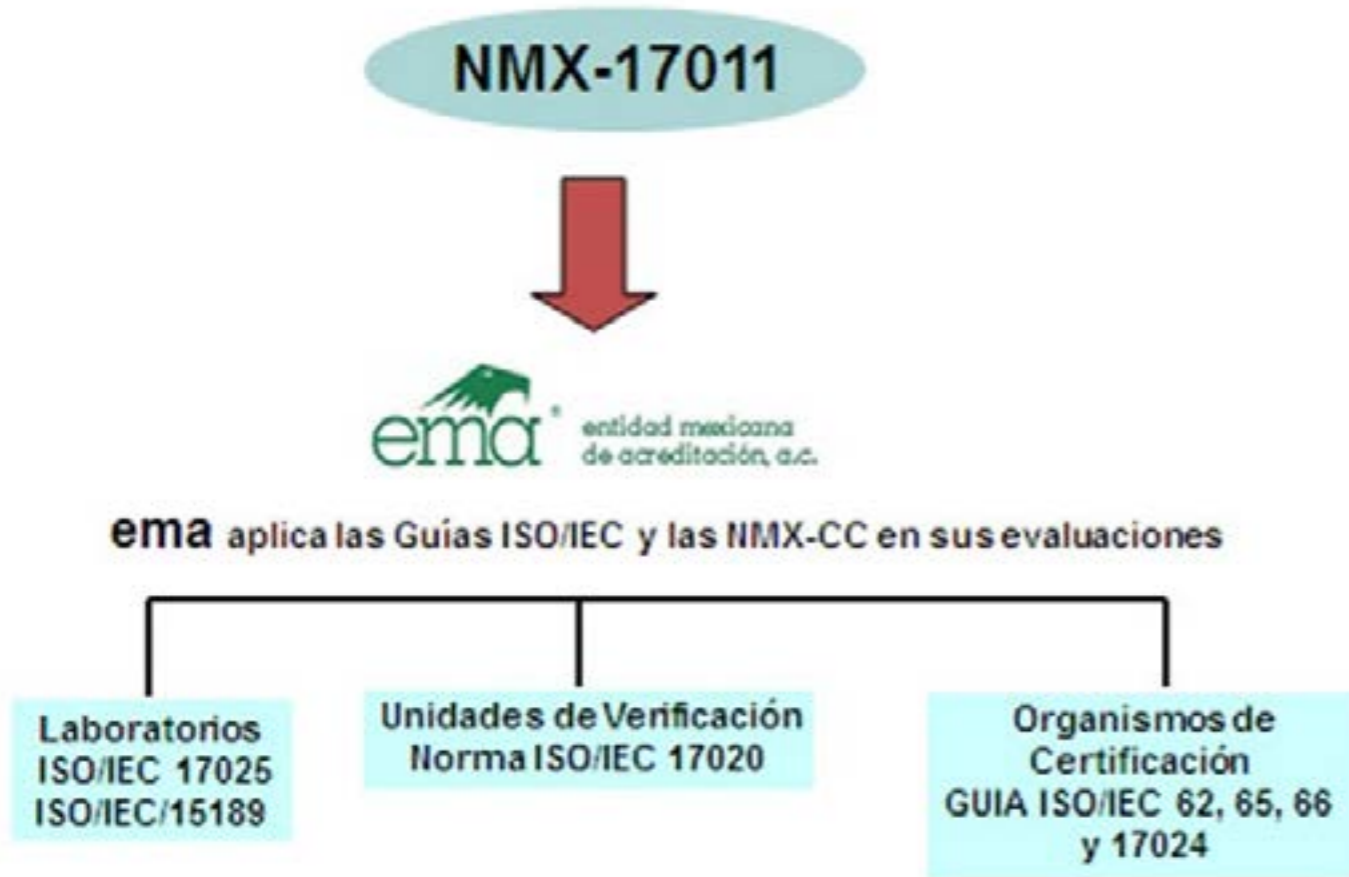 NMX-17011
ema® entidad mexicana
de acreditación, a.c.
ema aplica las Guías ISO/IEC y las NMX-CC en sus evaluaciones
Laboratorios
ISO/IEC 17025
ISO/IEC/15189
Unidades de Verificación
Norma ISO/IEC 17020
Organismos de
Certificación
GUIA ISO/IEC 62, 65, 66
y 17024